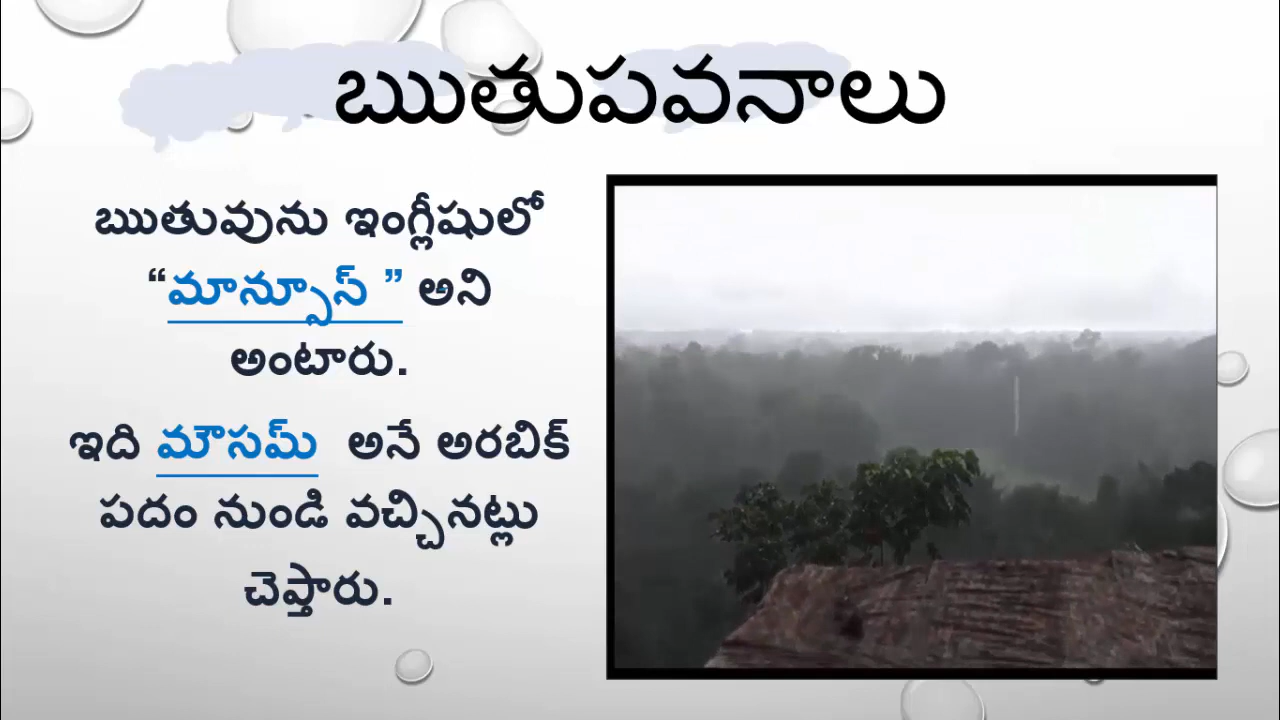 ఋతుపవనాలు
ఋతువును ఇంగ్లీషులో
“మాన్సూన్ ” అని
అంటారు.
ఇది మౌసమ్ అనే అరబిక్
పదం నుండి వచ్చినట్లు
చెప్తారు.